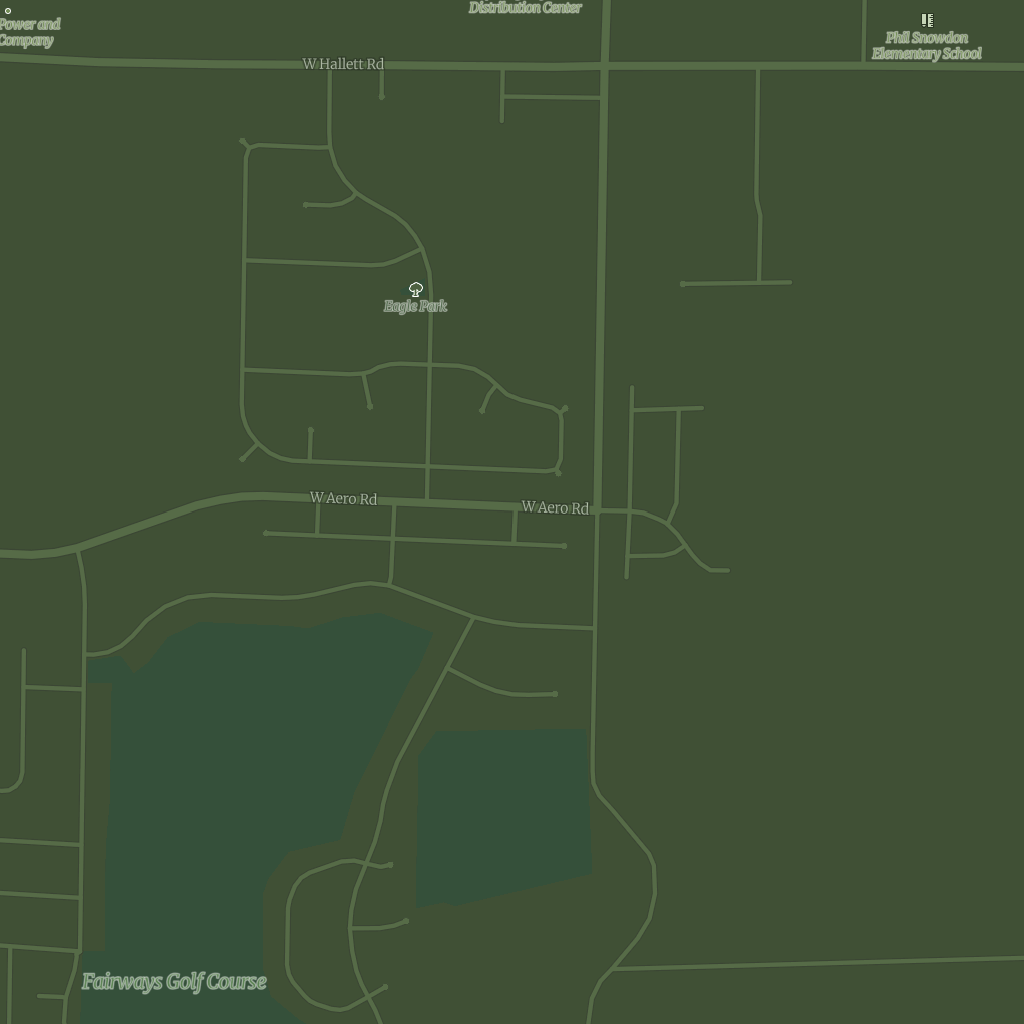 Distribution Center
Power and
Company
Phil Snowdon
Elementary School
W Hallett Rd
Eagle Park
W Aero Rd
W Aero Rd
Fairways Golf Course